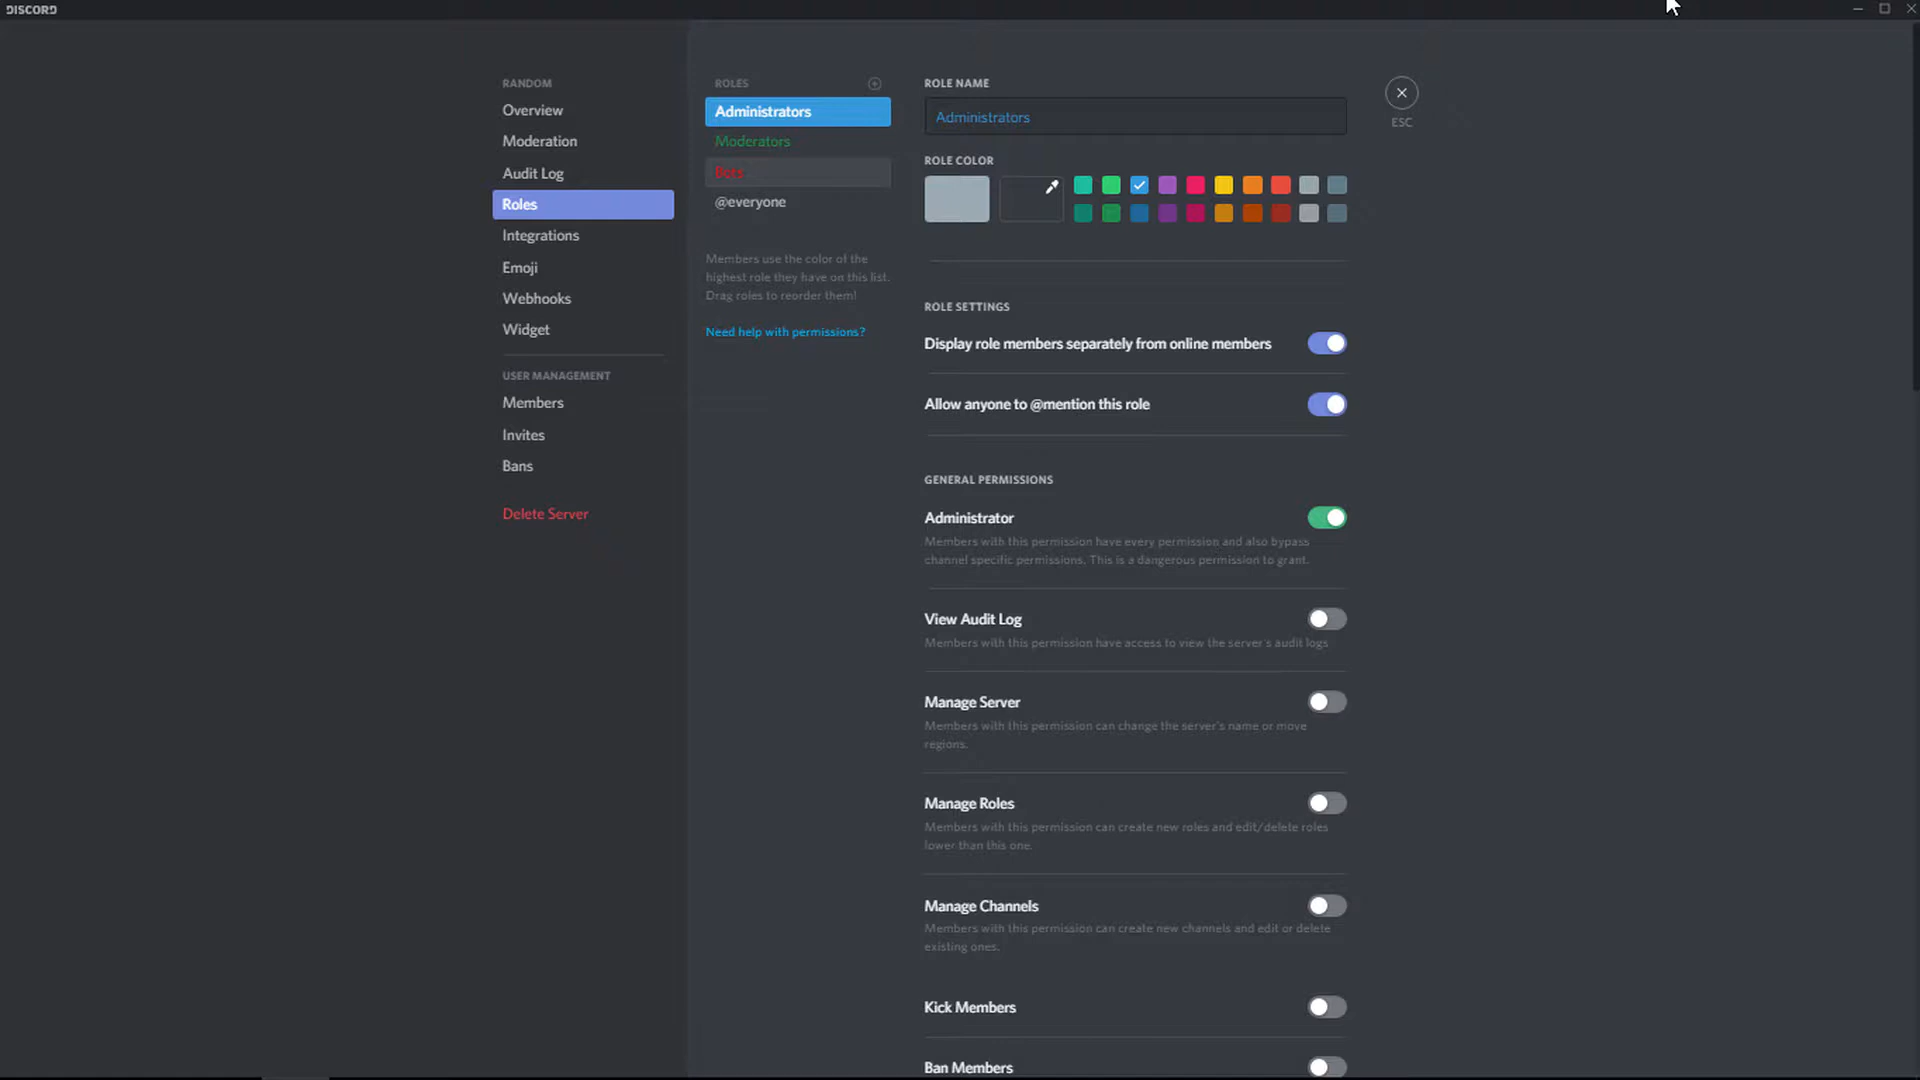 DISCORD
RANDOM
Overview
Moderation
Audit Log
Roles
Integrations
Emoji
Webhooks
Widget
USER MANAGEMENT
Members
Invites
Bans
Delete Server
ROLES
Administrators
Moderators
Bots
@everyone
Members use the color of the
highest role they have on this list.
Drag roles to reorder them!
Need help with permissions?
ROLE NAME
Administrators
ESC
ROLE COLOR
ROLE SETTINGS
Display role members separately from online members
Allow anyone to @mention this role
GENERAL PERMISSIONS
Administrator
Members with this permission have every permission and also bypass
channel specific permissions. This is a dangerous permission to grant.
View Audit Log
Members with this permission have access to view the server's audit logs
Manage Server
Members with this permission can change the server's name or move
regions.
Manage Roles
Members with this permission can create new roles and edit/delete roles
lower than this one.
Manage Channels
Members with this permission can create new channels and edit or delete
existing ones.
Kick Members
Ban Members